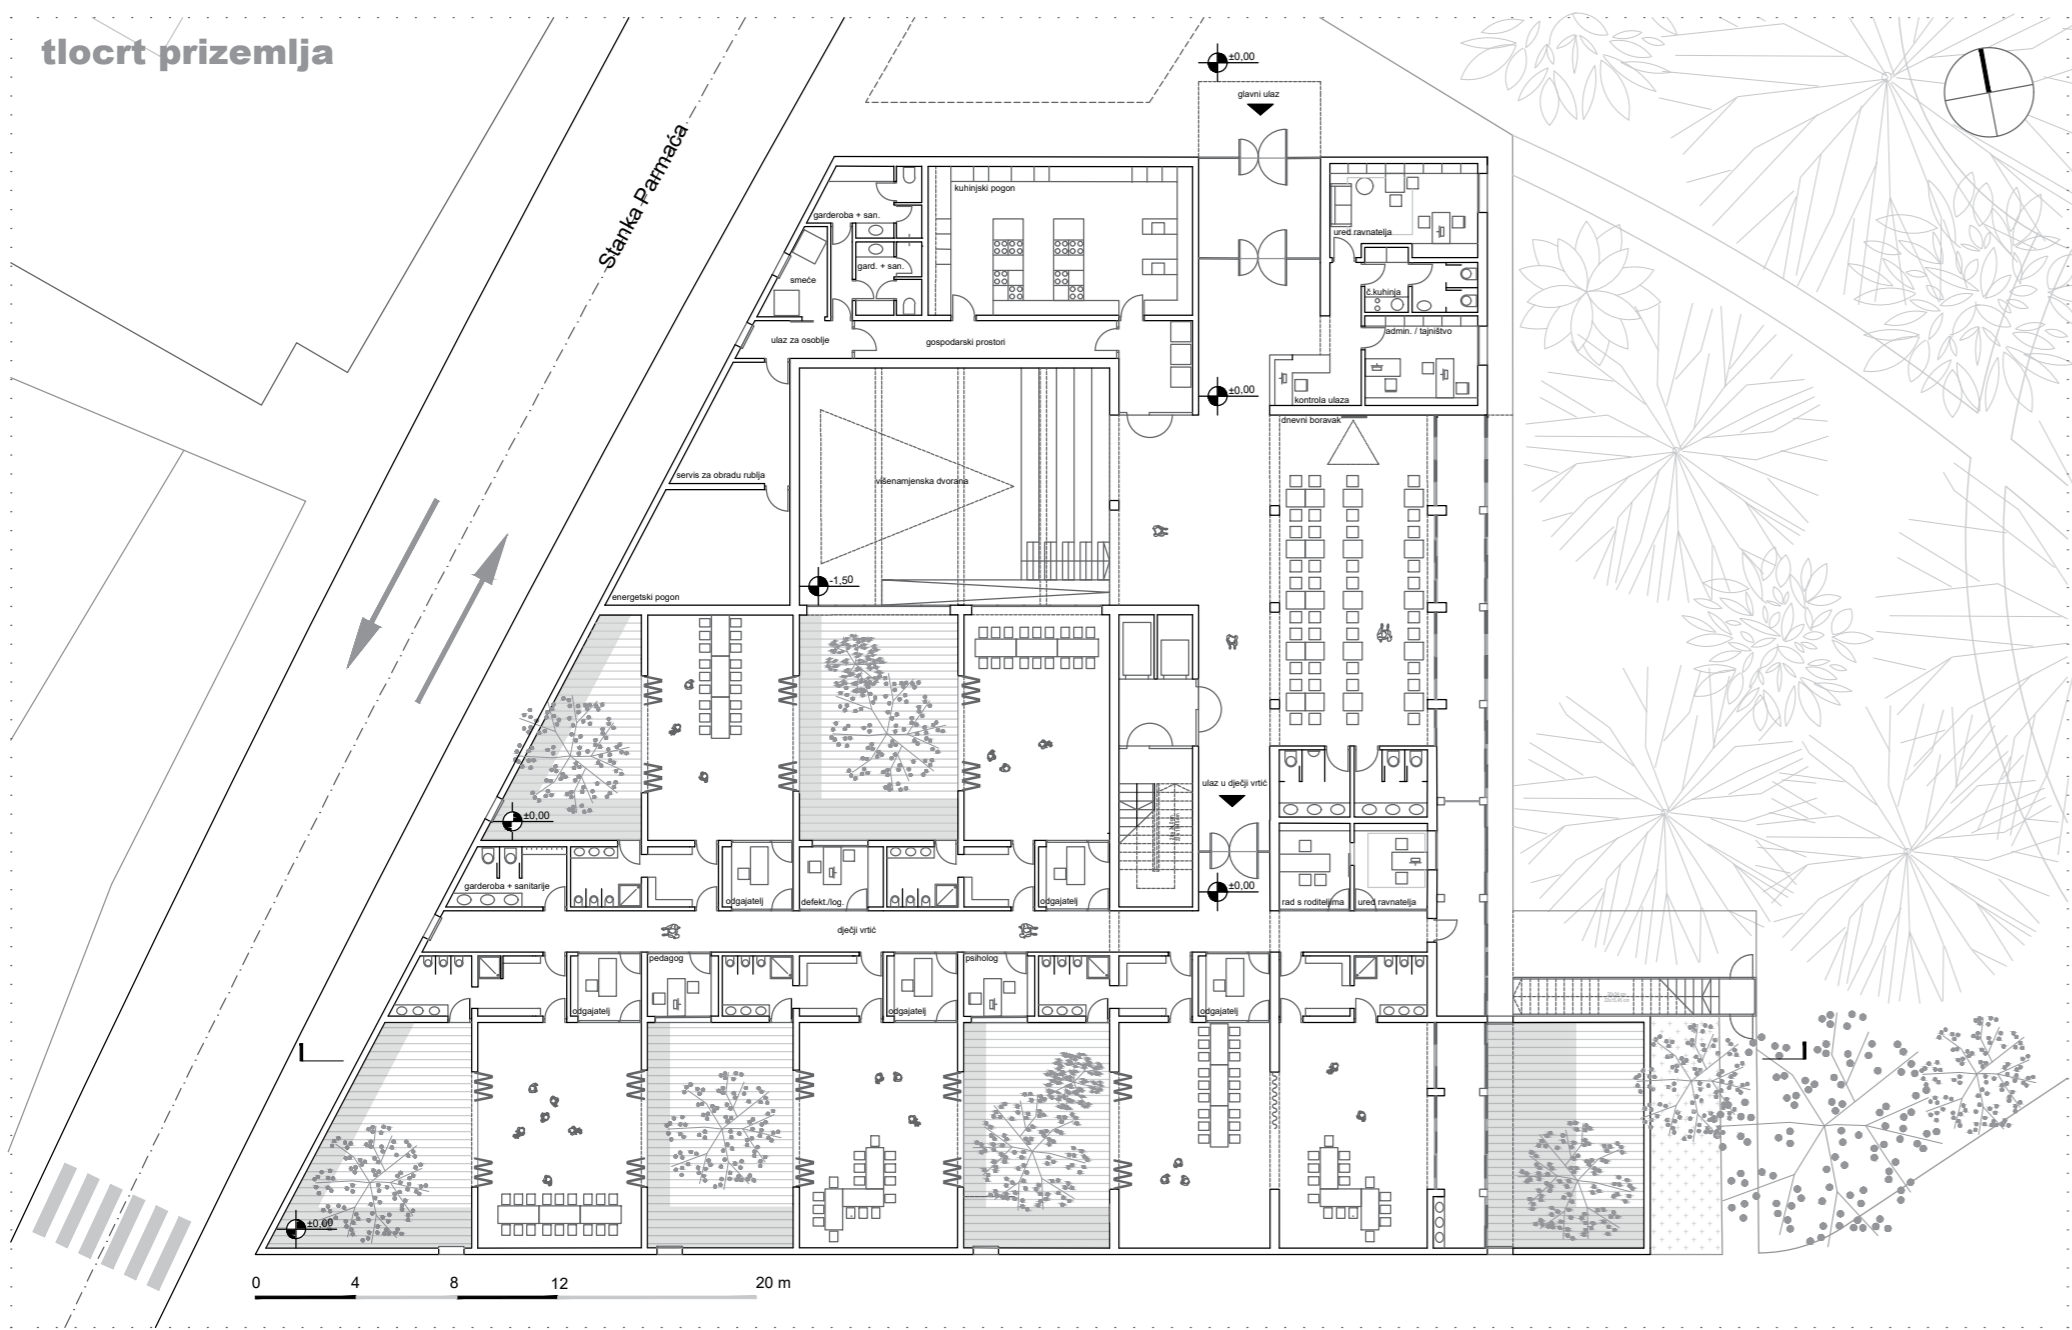 tlocrt prizemlja
±0,00
glavni ulaz
Stanka Parmaća
kuhinjski pogon
garderoba + san.
ured ravnatelja
gard. + san.
smeće
č.kuhinja
admin. / tajništvo
ulaz za osoblje
gospodarski prostori
±0,00
kontrola ulaza
dnevni boravak
servis za obradu rublja
višenamjenska dvorana
-1,50
energetski pogon
ulaz u dječji vrtić
±0,00
garderoba + sanitarije
±0,00
odgajatelj
defekt./log.
odgajatelj
rad s roditeljima
ured ravnatelja
dječji vrtić
pedagog
psiholog
odgajatelj
odgajatelj
odgajatelj
±0,00
0 4 8 12 20 m